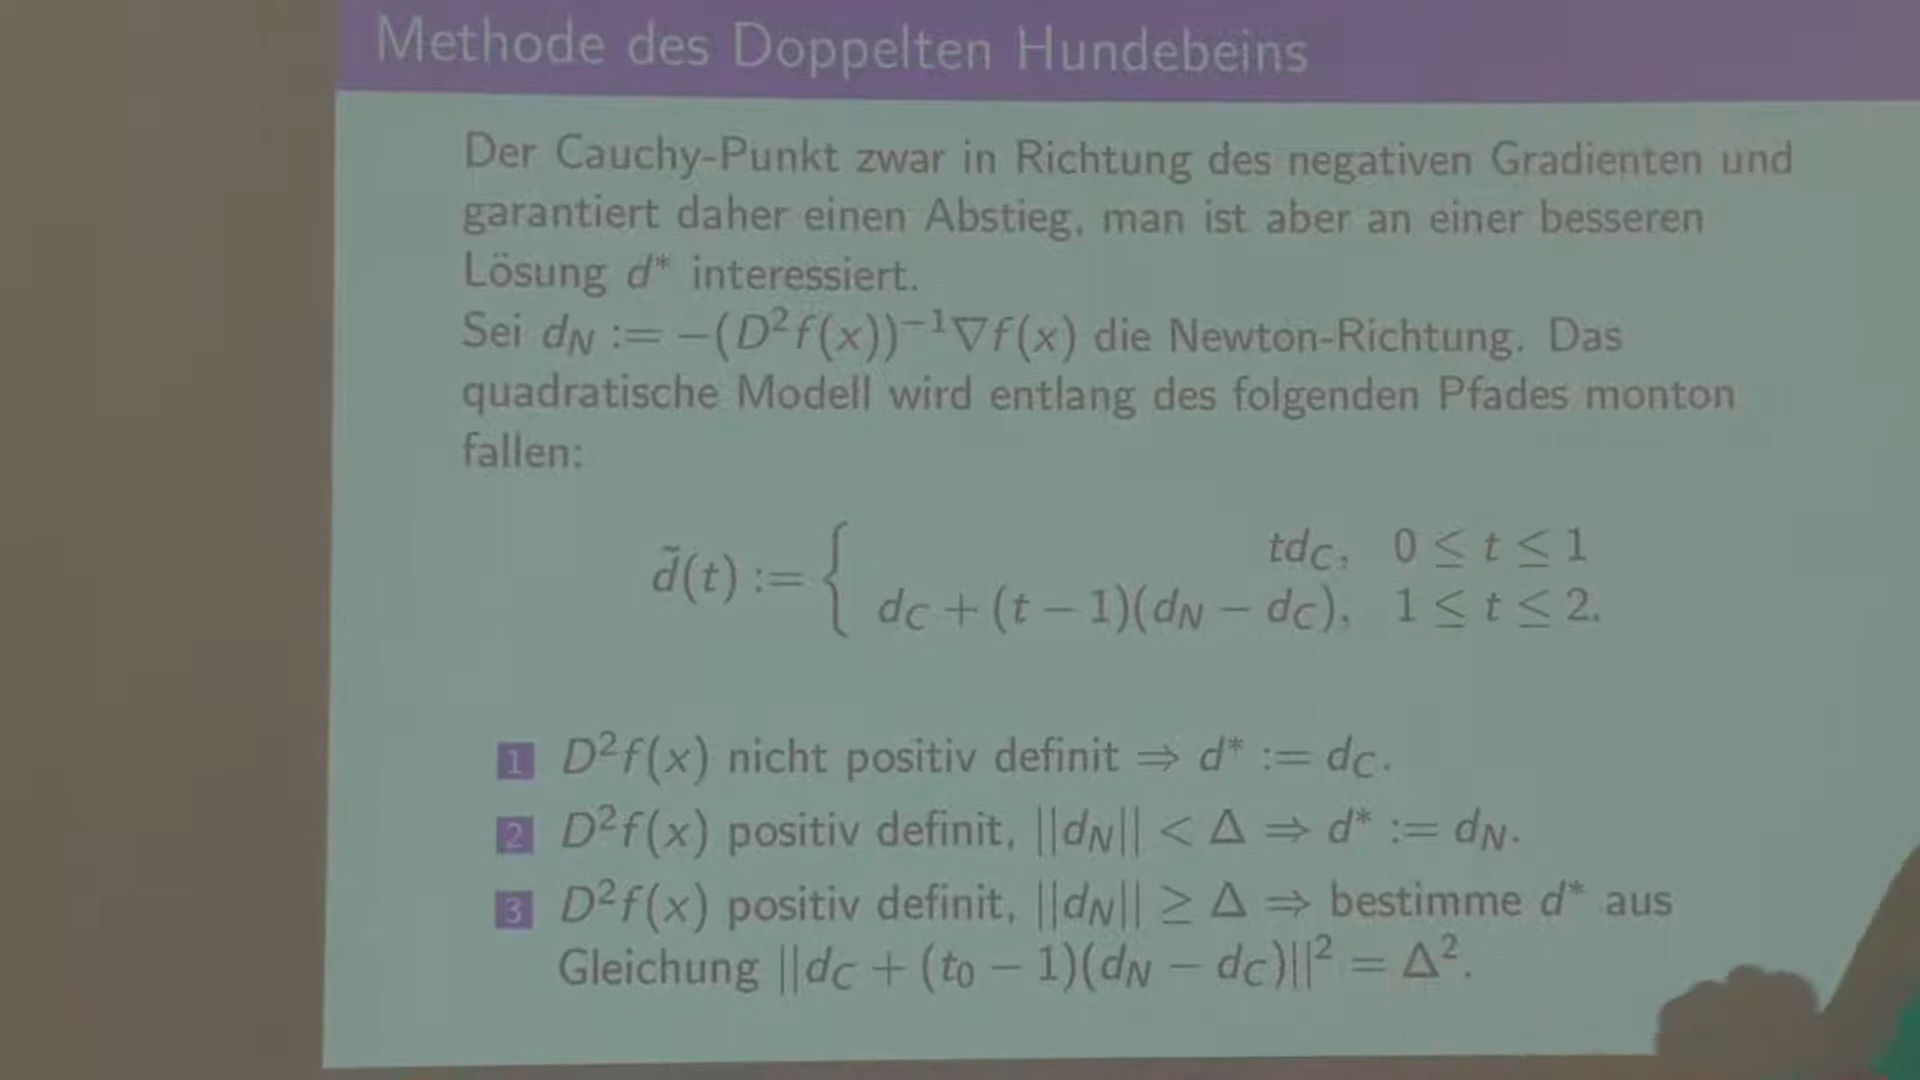 Methode des Doppelten Hundebeins
Der Cauchy-Punkt zwar in Richtung des negativen Gradienten und
garantiert daher einen Abstieg, man ist aber an einer besseren
Lösung d* interessiert.
Sei d_N := −(D²f(x))⁻¹∇f(x) die Newton-Richtung. Das
quadratische Modell wird entlang des folgenden Pfades monton
fallen:
d̃(t) := { td_C, 0 ≤ t ≤ 1
d_C + (t − 1)(d_N − d_C), 1 ≤ t ≤ 2.
1 D²f(x) nicht positiv definit ⇒ d* := d_C.
2 D²f(x) positiv definit, ||d_N|| < Δ ⇒ d* := d_N.
3 D²f(x) positiv definit, ||d_N|| ≥ Δ ⇒ bestimme d* aus
Gleichung ||d_C + (t₀ − 1)(d_N − d_C)||² = Δ².